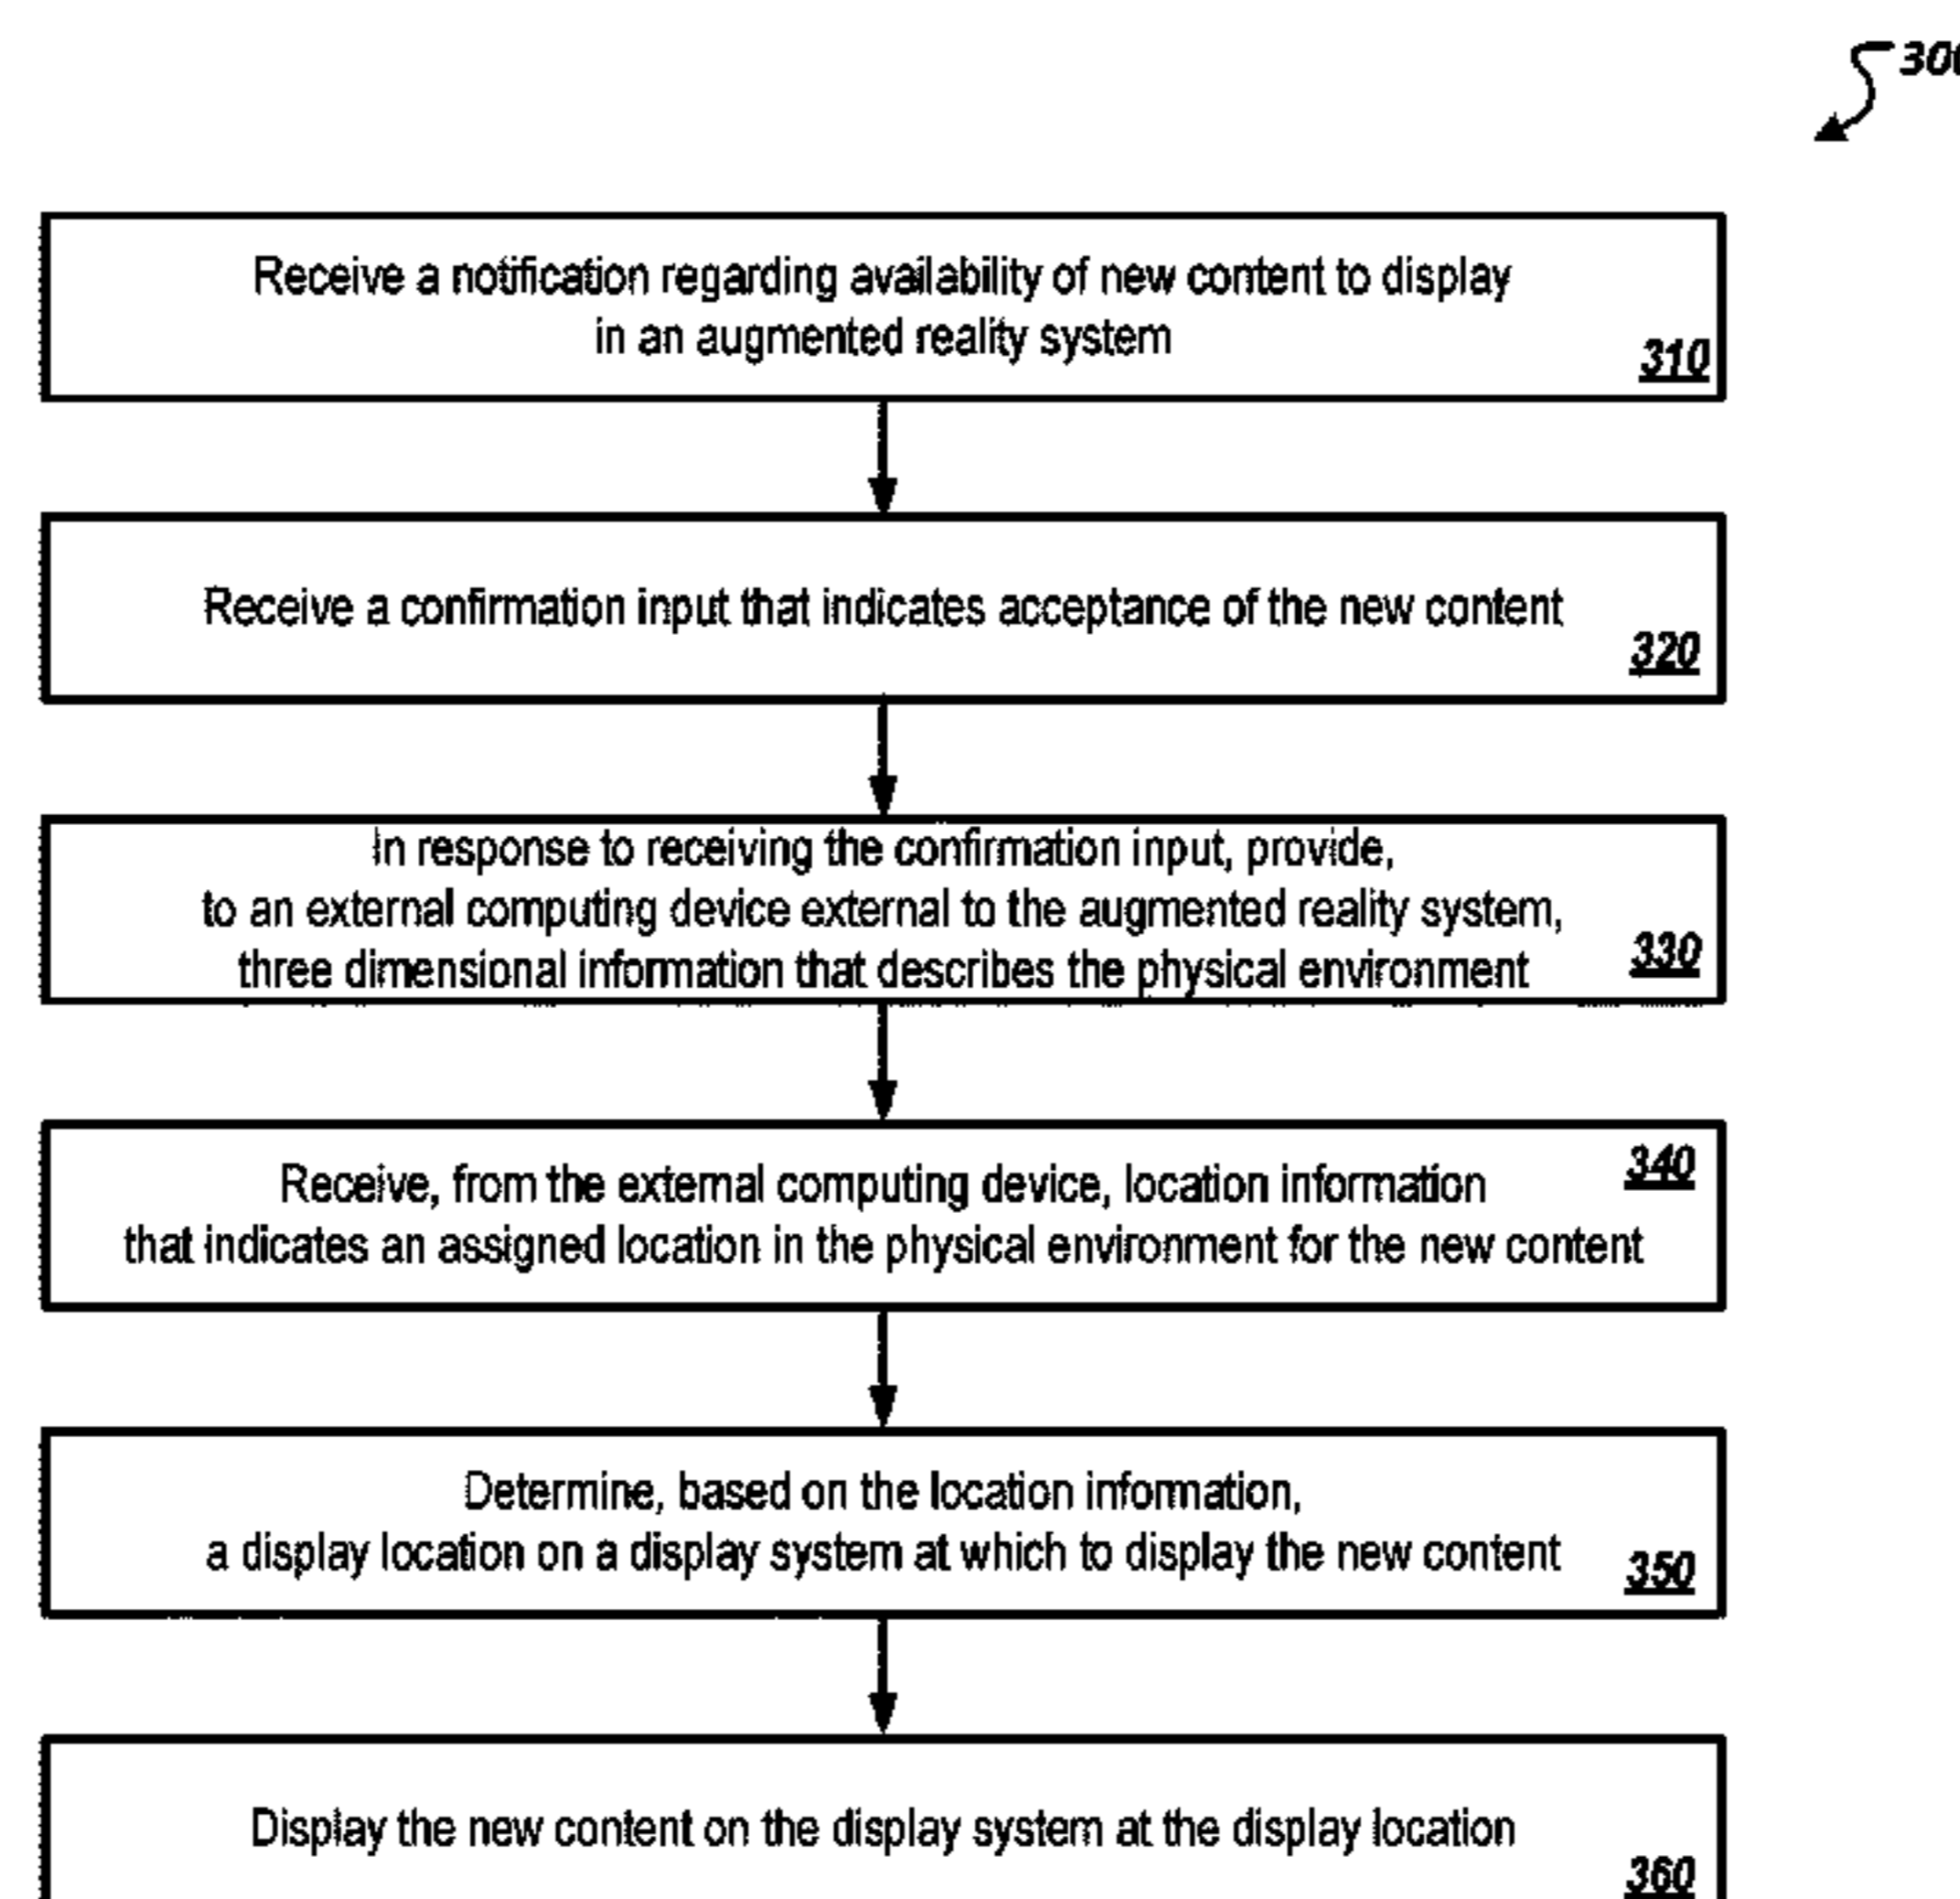 300
Receive a notification regarding availability of new content to display
in an augmented reality system
310
Receive a confirmation input that indicates acceptance of the new content
320
In response to receiving the confirmation input, provide,
to an external computing device external to the augmented reality system,
three dimensional information that describes the physical environment
330
340
Receive, from the external computing device, location information
that indicates an assigned location in the physical environment for the new content
Determine, based on the location information,
a display location on a display system at which to display the new content
350
Display the new content on the display system at the display location
360